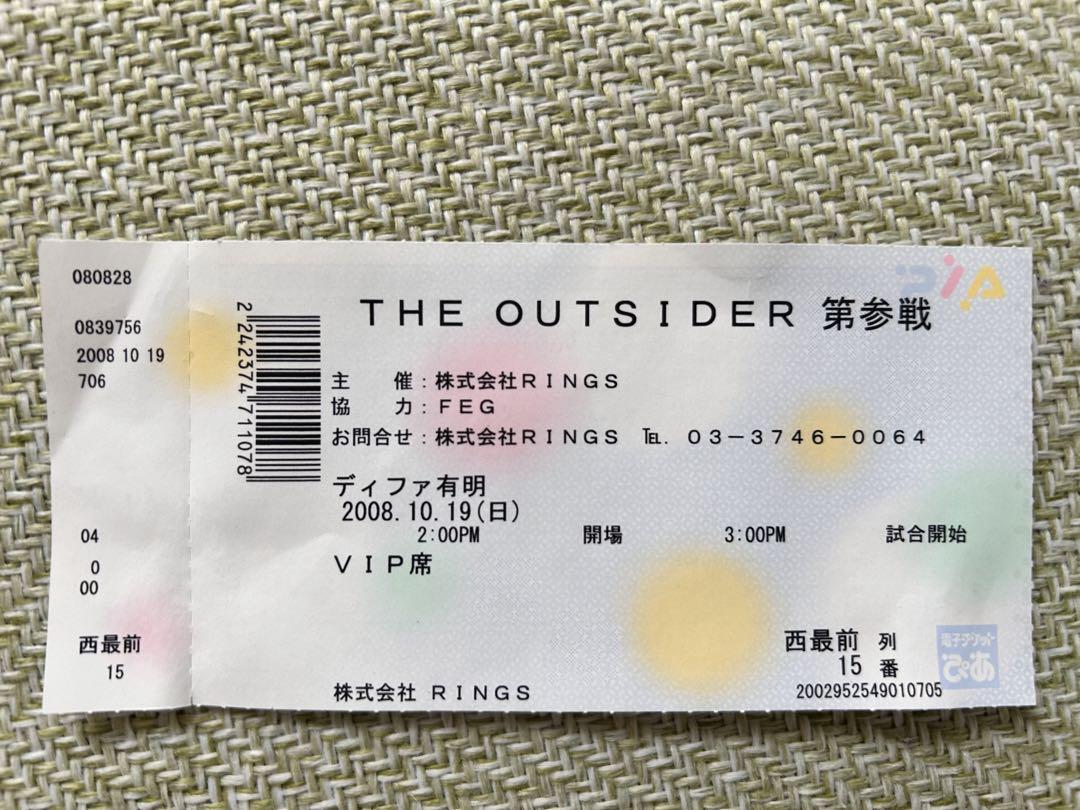 080828
0839756
2008 10 19
706
04
0
00
西最前
15
2 242374 711078
PIA
THE OUTSIDER 第参戦
主　　催：株式会社RINGS
協　　力：FEG
お問合せ：株式会社RINGS ℡. 03−3746−0064
ディファ有明
2008.10.19(日)
2:00PM 開場 3:00PM 試合開始
VIP席
西最前 列
15 番
2002952549010705
株式会社 RINGS
電子チケット
ぴあ